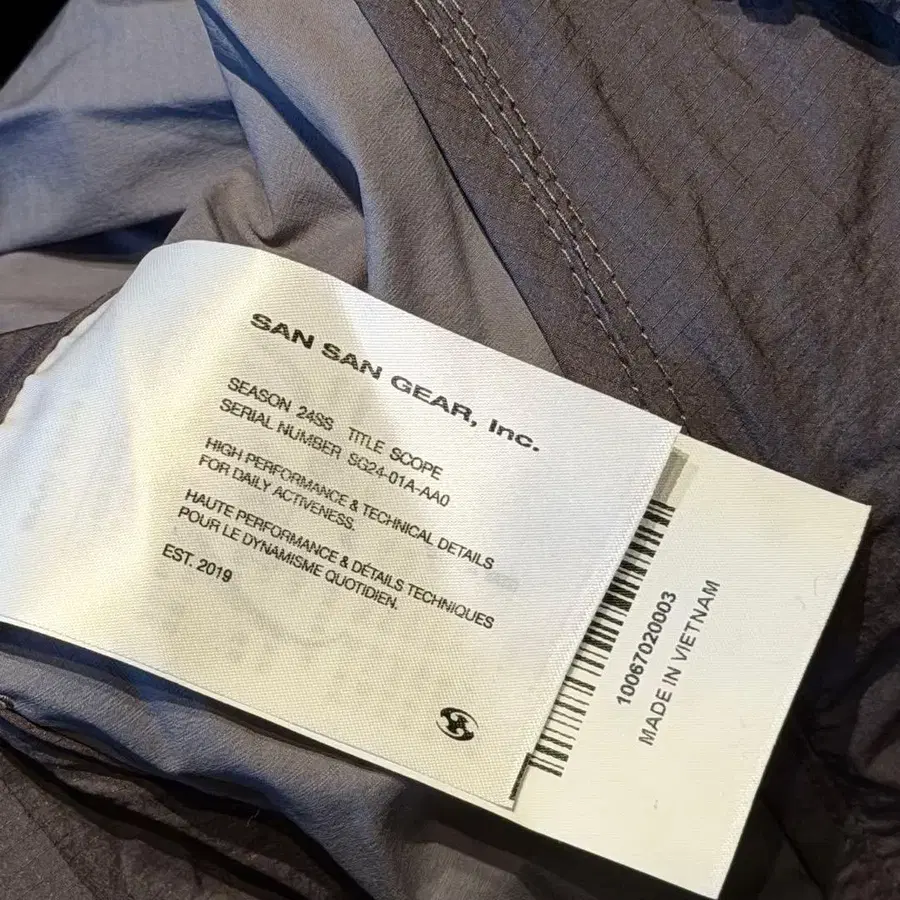 SAN SAN GEAR, Inc.
SEASON 24SS TITLE SCOPE
SERIAL NUMBER SG24-01A-AA0
HIGH PERFORMANCE & TECHNICAL DETAILS
FOR DAILY ACTIVENESS.
HAUTE PERFORMANCE & DÉTAILS TECHNIQUES
POUR LE DYNAMISME QUOTIDIEN.
EST. 2019
10067020003
MADE IN VIETNAM